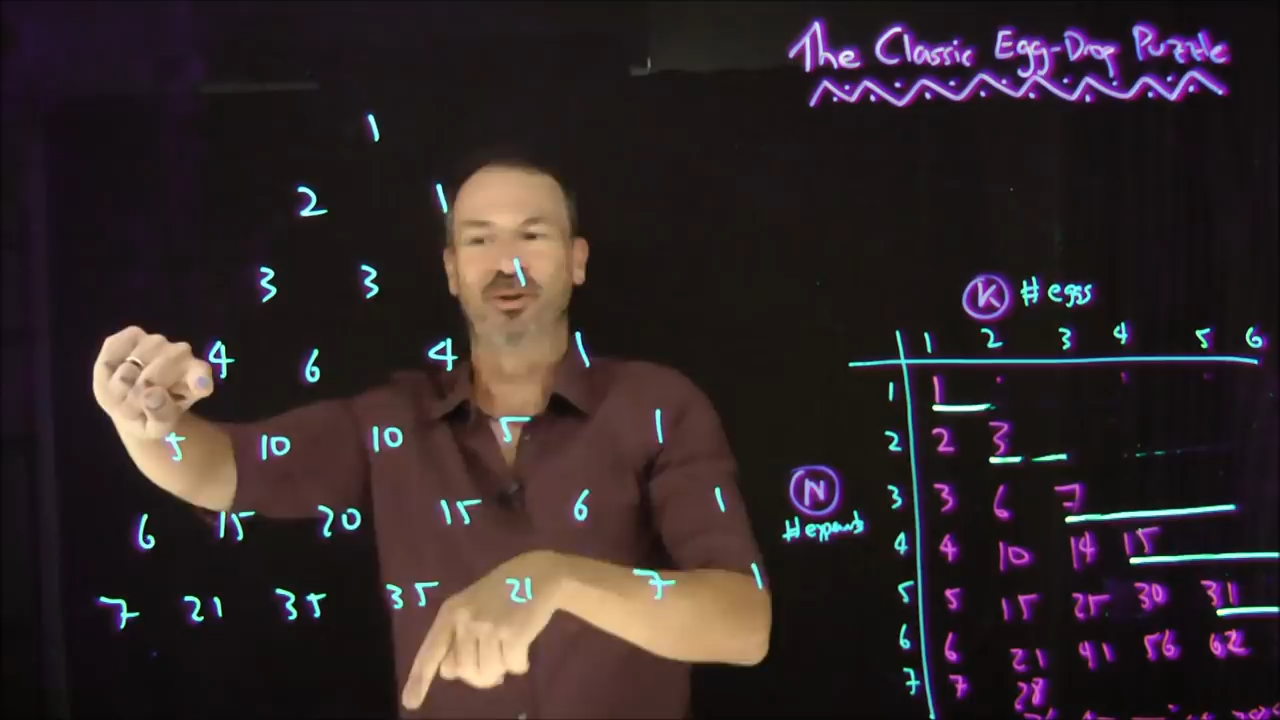 The Classic Egg-Drop Puzzle
1
2 1
3 3 1
4 6 4 1
5 10 10 5 1
6 15 20 15 6 1
7 21 35 35 21 7 1
K # eggs
1 2 3 4 5 6
1 1
2 2 3
N
3 3 6 7
4 4 10 14 15
5 5 15 25 30 31
6 6 21 41 56 62
7 7 28